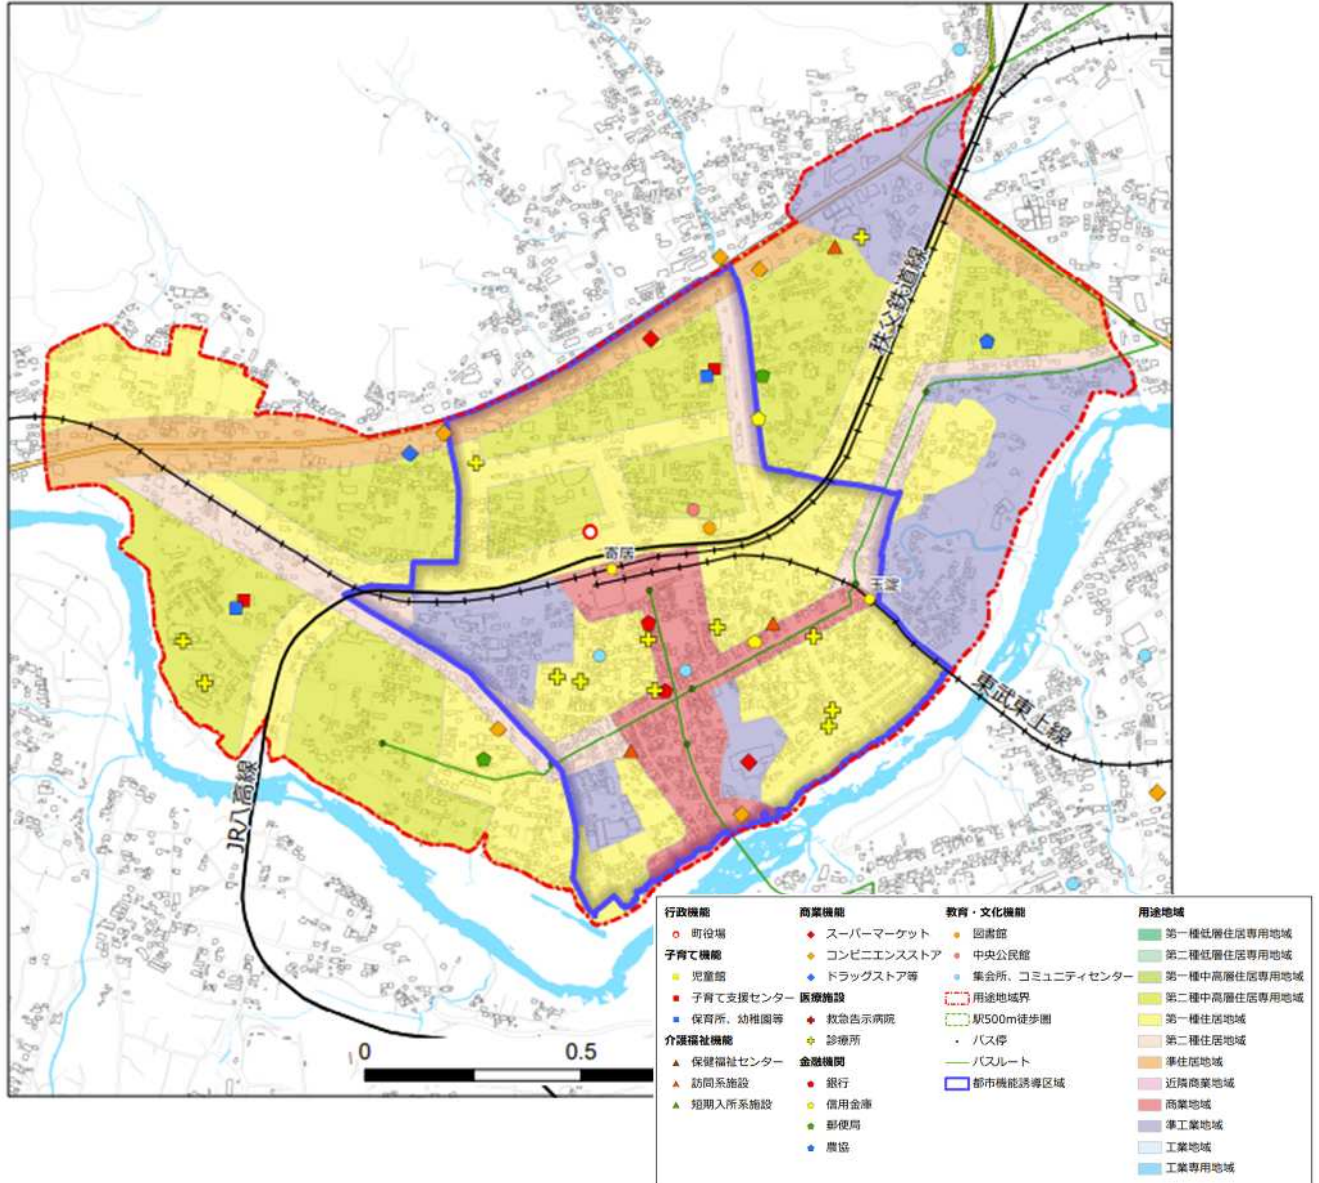 秩父鉄道線
寄居
玉淀
東武東上線
JR八高線
0 0.5
行政機能
町役場
子育て機能
児童館
子育て支援センター
保育所、幼稚園等
介護福祉機能
保健福祉センター
訪問系施設
短期入所系施設
商業機能
スーパーマーケット
コンビニエンスストア
ドラッグストア等
医療施設
救急告示病院
診療所
金融機関
銀行
信用金庫
郵便局
農協
教育・文化機能
図書館
中央公民館
集会所、コミュニティセンター
用途地域界
駅500m徒歩圏
バス停
バスルート
都市機能誘導区域
用途地域
第一種低層住居専用地域
第二種低層住居専用地域
第一種中高層住居専用地域
第二種中高層住居専用地域
第一種住居地域
第二種住居地域
準住居地域
近隣商業地域
商業地域
準工業地域
工業地域
工業専用地域